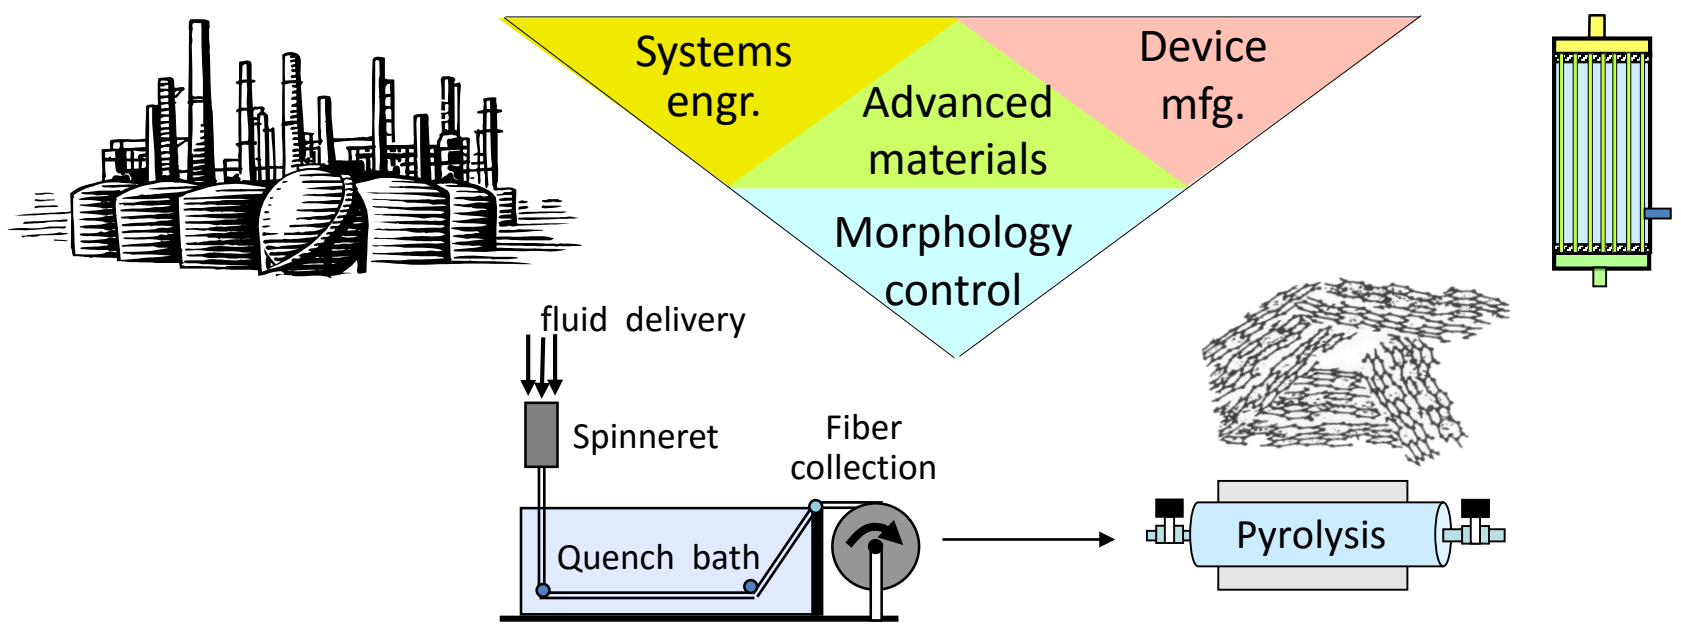 Systems
engr.
Device
mfg.
Advanced
materials
Morphology
control
fluid delivery
Spinneret
Fiber
collection
Quench bath
Pyrolysis